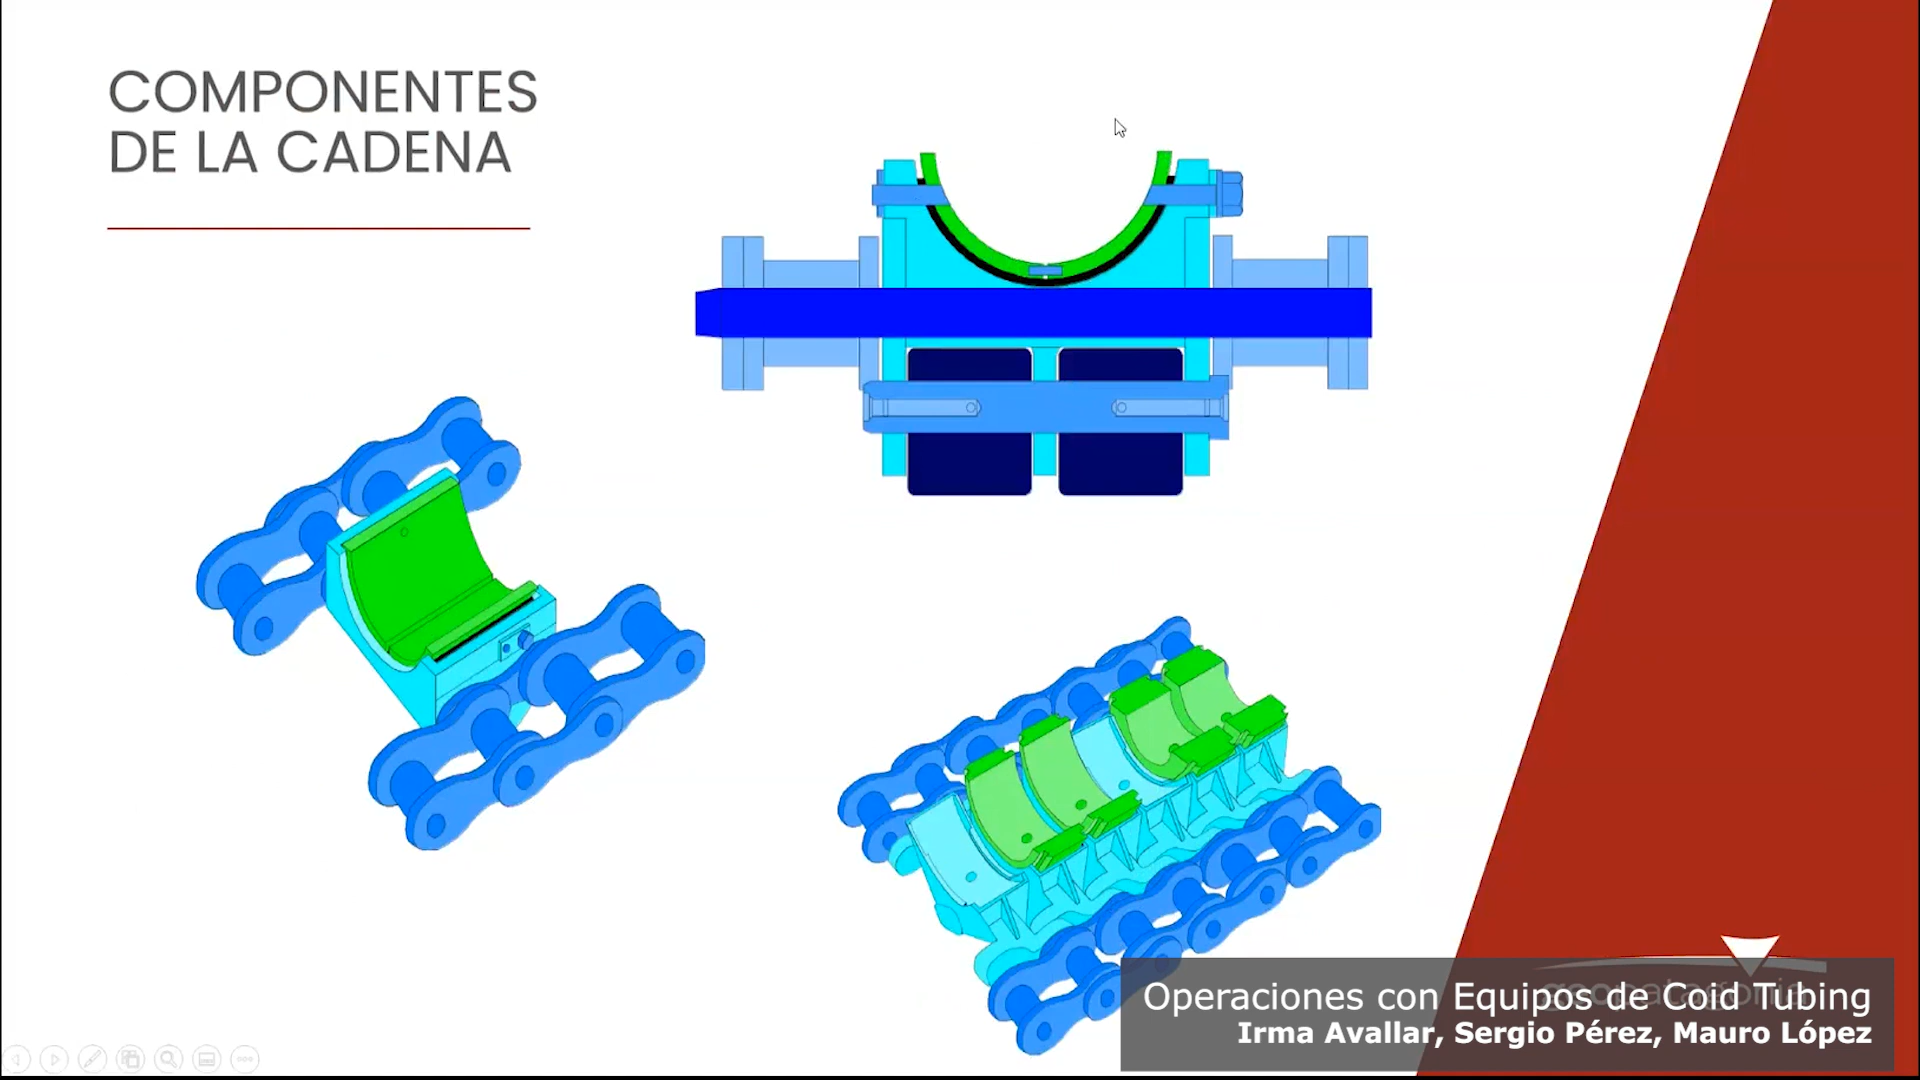 COMPONENTES
DE LA CADENA
Operaciones con Equipos de Coid Tubing
Irma Avallar, Sergio Pérez, Mauro López